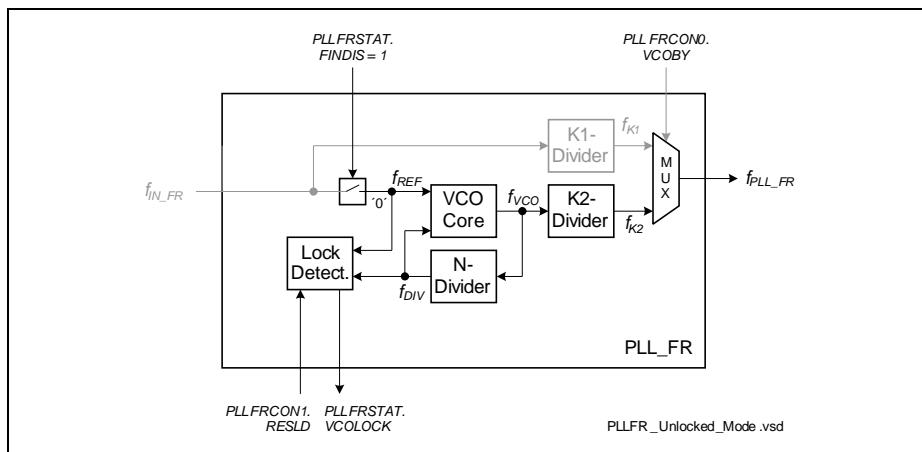 PLLFRSTAT.
FINDIS = 1
PLLFRCON0.
VCOBY
K1-
Divider
fK1
MUX
fIN_FR
´0´
fREF
VCO
Core
fVCO
K2-
Divider
fK2
fPLL_FR
Lock
Detect.
fDIV
N-
Divider
PLL_FR
PLLFRCON1.
RESLD
PLLFRSTAT.
VCOLOCK
PLLFR_Unlocked_Mode.vsd